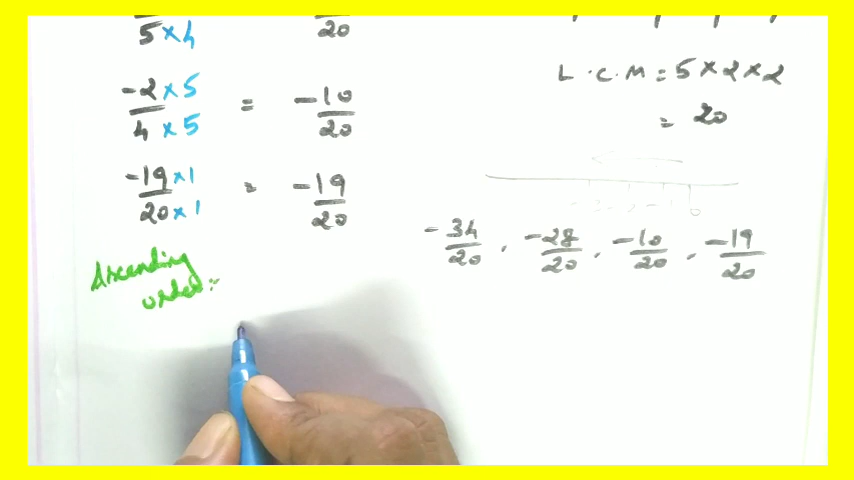 5 ×4 20
-2 ×5 = -10
4 ×5 20
-19 ×1 = -19
20 ×1 20
L.C.M = 5×2×2
= 20
-34/20, -28/20, -10/20, -19/20
Ascending
order:-